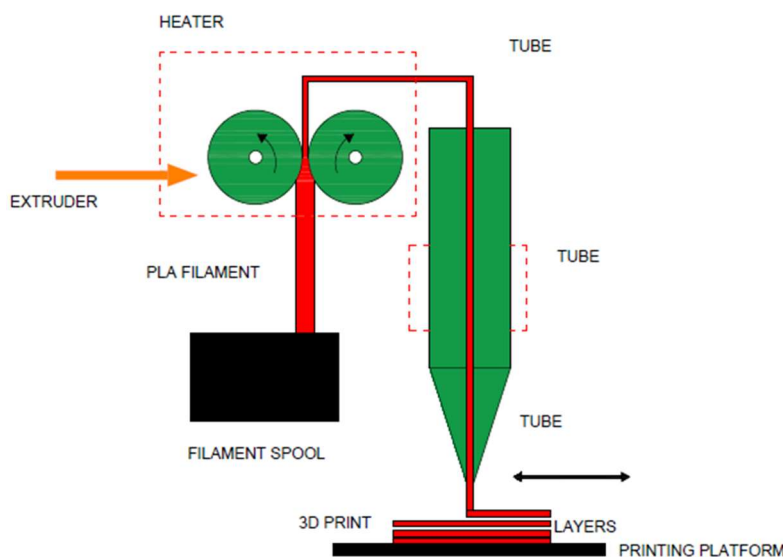 HEATER
TUBE
EXTRUDER
PLA FILAMENT
TUBE
FILAMENT SPOOL
TUBE
3D PRINT
LAYERS
PRINTING PLATFORM